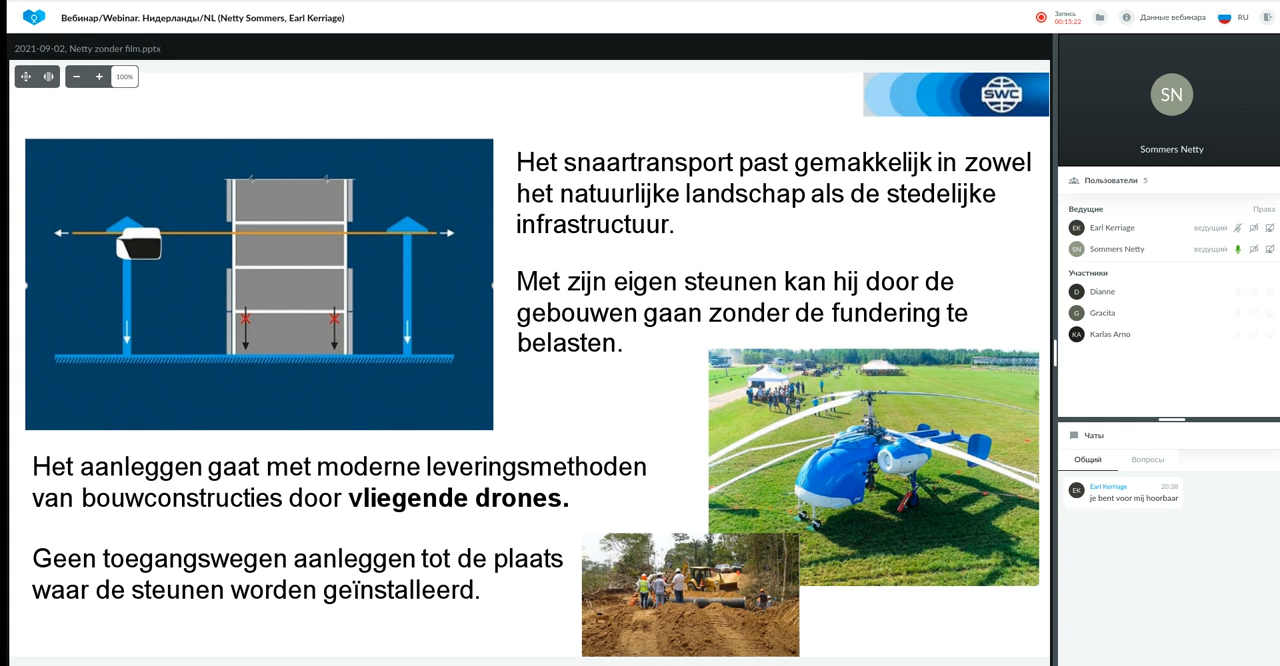 Вебинар/Webinar. Нидерланды/NL (Netty Sommers, Earl Kerriage)
Запись
00:15:22
Данные вебинара
RU
2021-09-02, Netty zonder film.pptx
100%
SWC
Het snaartransport past gemakkelijk in zowel
het natuurlijke landschap als de stedelijke
infrastructuur.
Met zijn eigen steunen kan hij door de
gebouwen gaan zonder de fundering te
belasten.
Het aanleggen gaat met moderne leveringsmethoden
van bouwconstructies door vliegende drones.
Geen toegangswegen aanleggen tot de plaats
waar de steunen worden geïnstalleerd.
SN
Sommers Netty
Пользователи 5
Ведущие Права
EK Earl Kerriage ведущий
SN Sommers Netty ведущий
Участники
D Dianne
G Gracita
KA Karlas Arno
Чаты
Общий Вопросы
EK Earl Kerriage 20:38
je bent voor mij hoorbaar